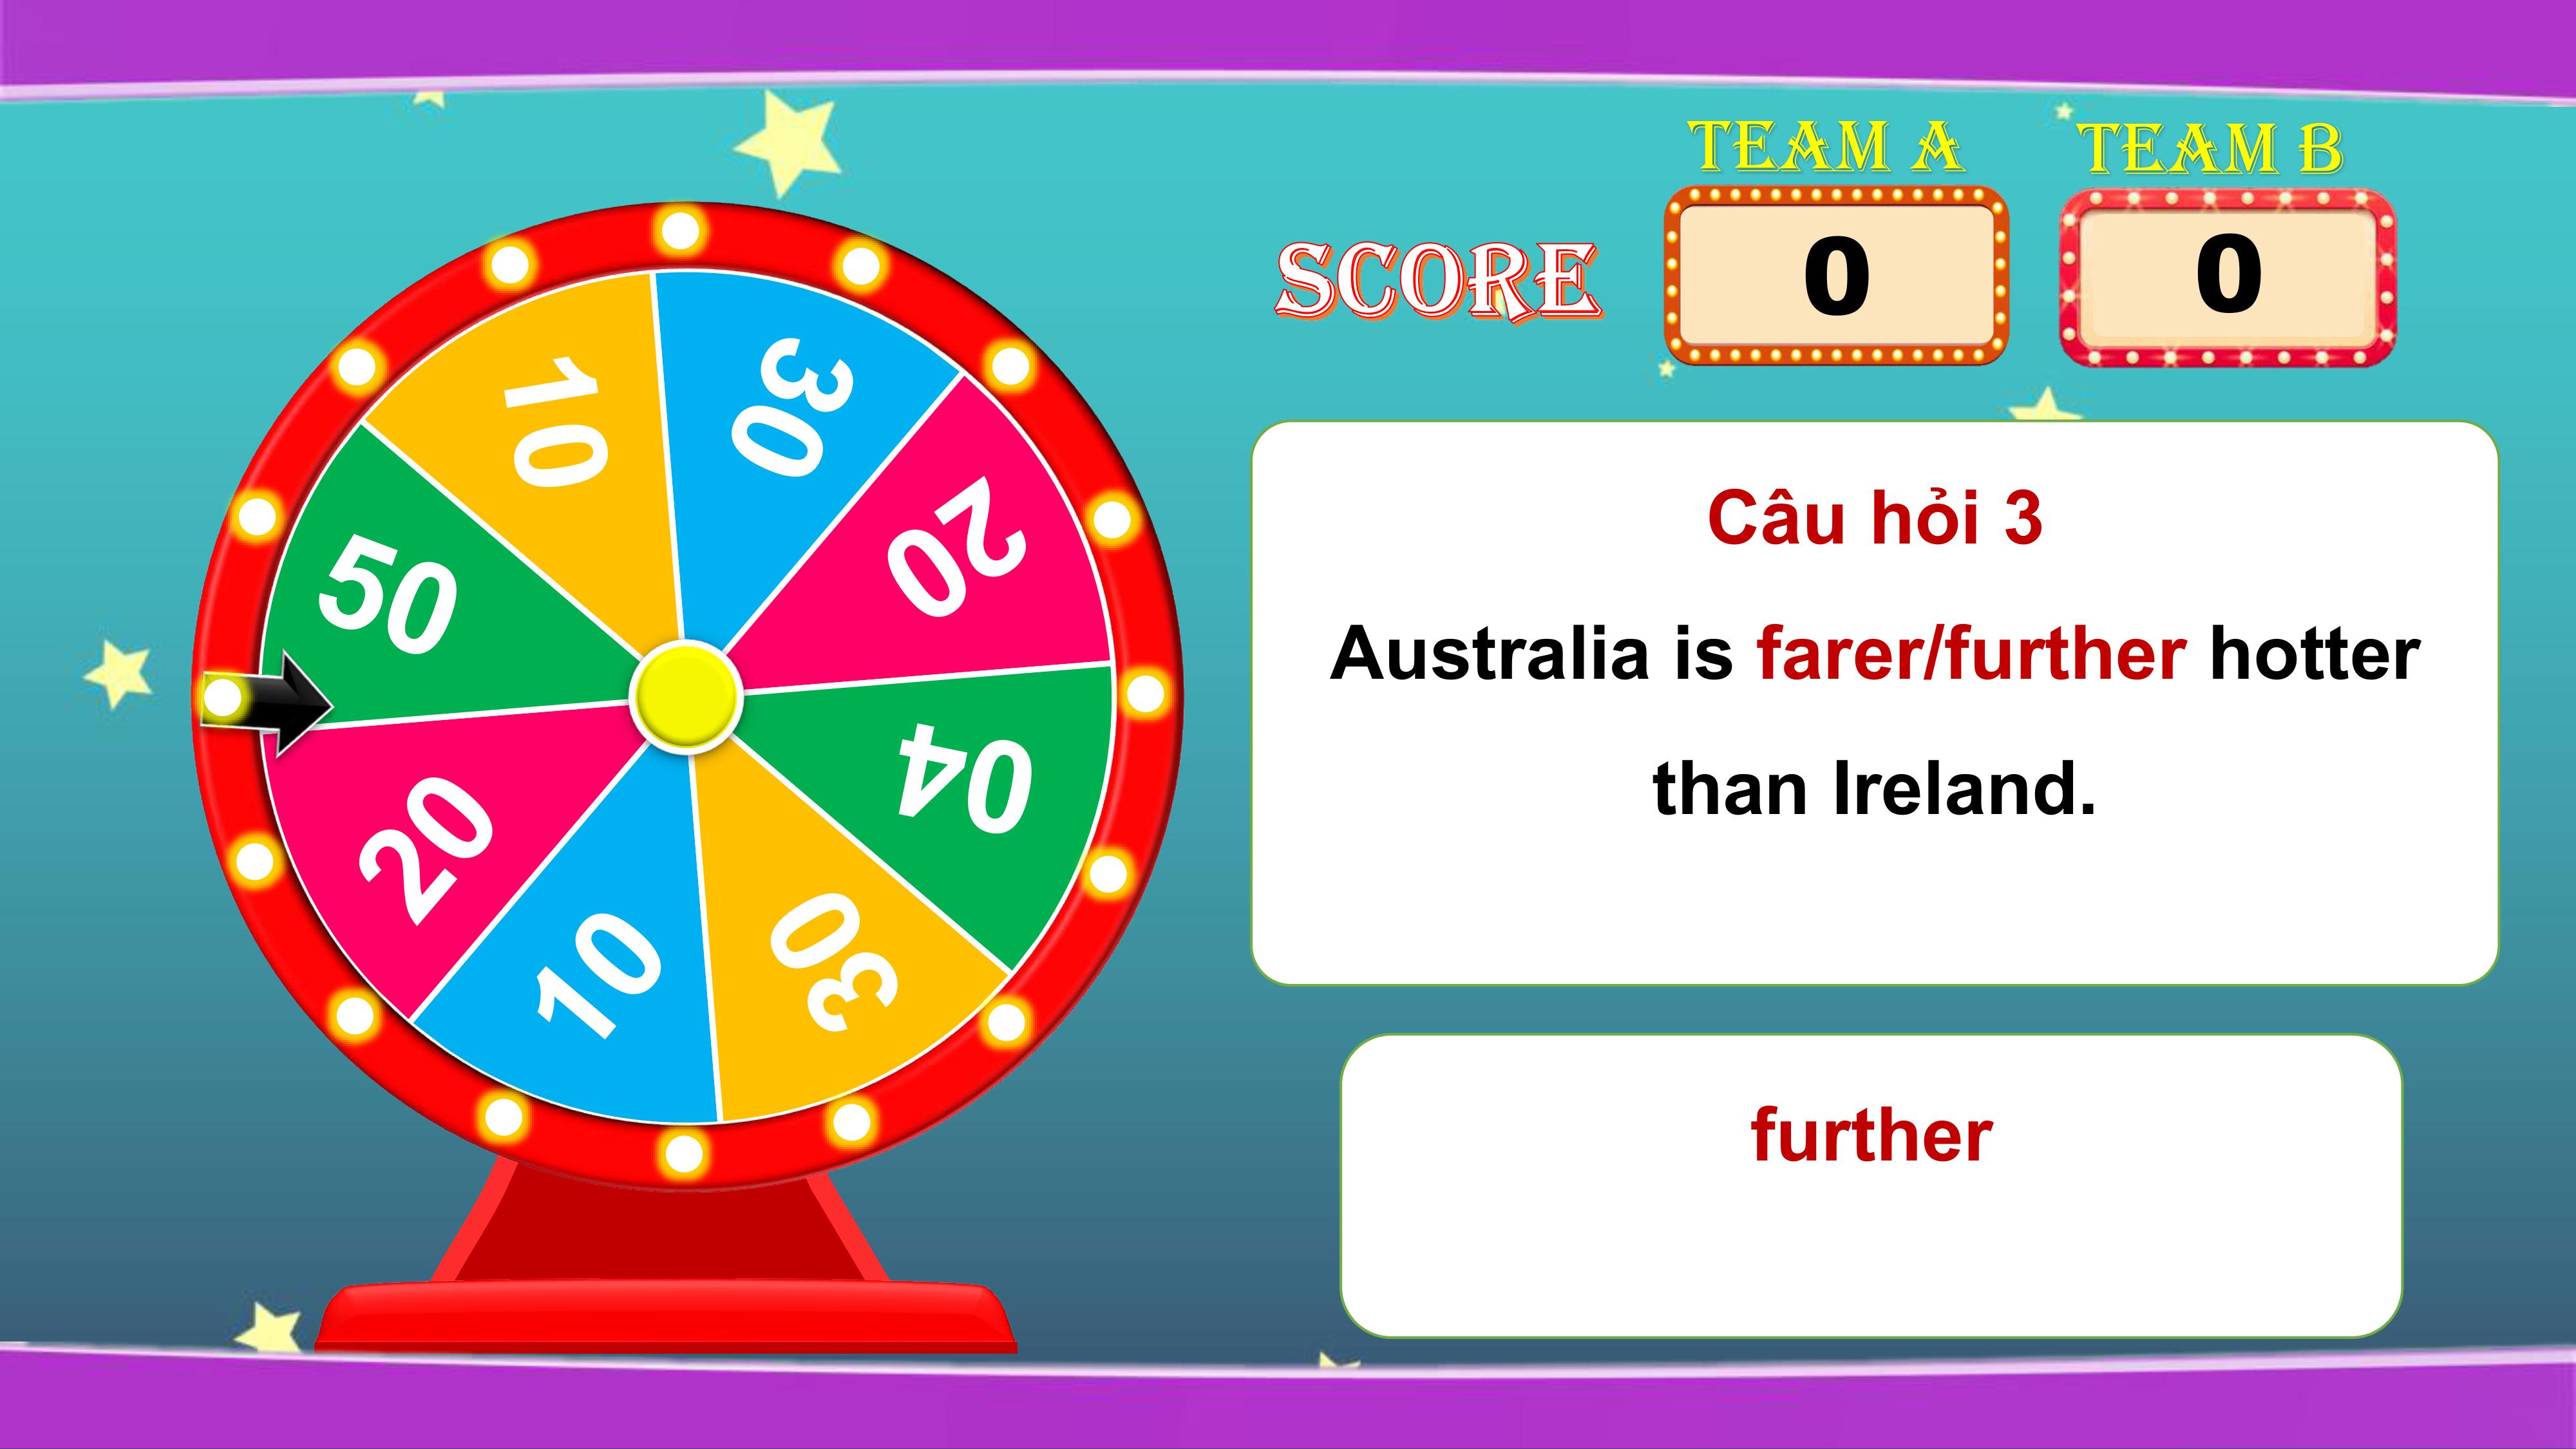 TEAM A
TEAM B
SCORE
0
0
10
30
20
50
40
20
10
30
Câu hỏi 3
Australia is farer/further hotter
than Ireland.
further